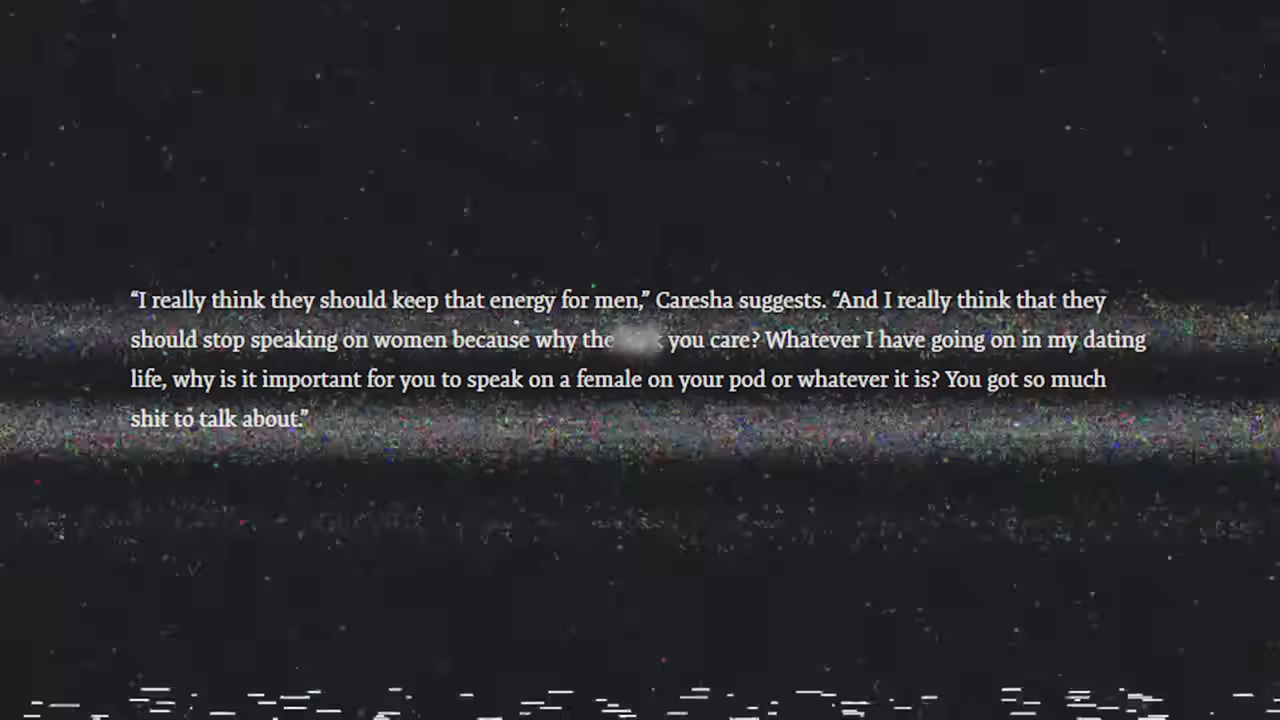 “I really think they should keep that energy for men,” Caresha suggests. “And I really think that they
should stop speaking on women because why the you care? Whatever I have going on in my dating
life, why is it important for you to speak on a female on your pod or whatever it is? You got so much
shit to talk about.”